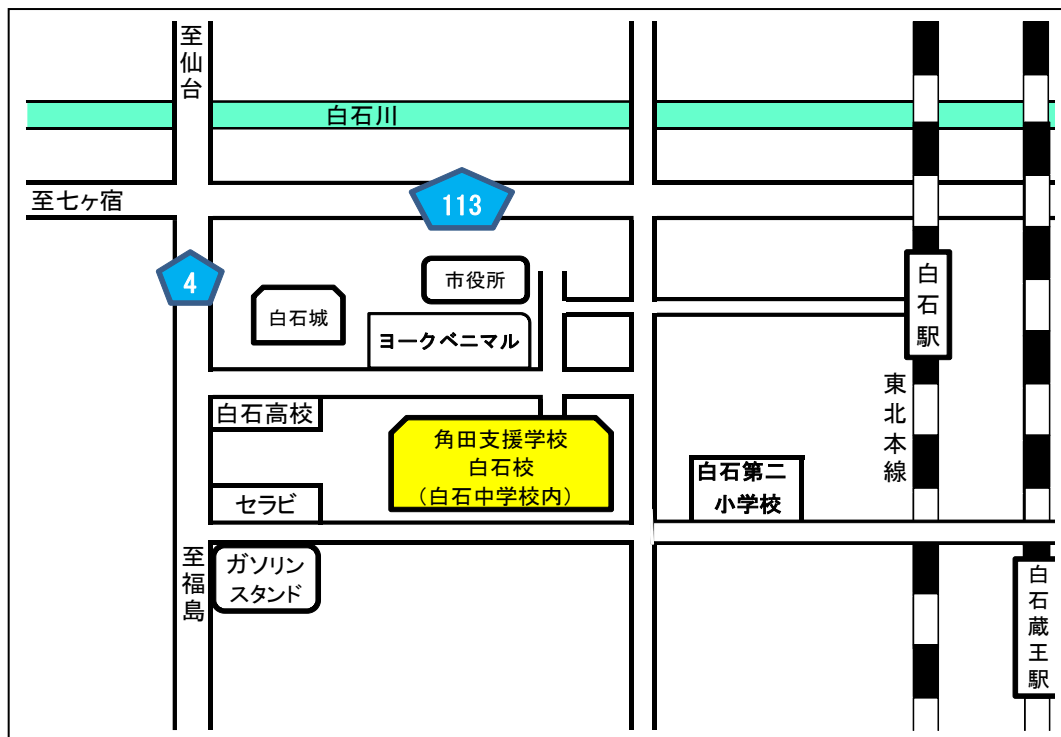 至仙台
白石川
至七ヶ宿
113
4
市役所
白石城
ヨークベニマル
白石駅
東北本線
白石高校
角田支援学校
白石校
(白石中学校内)
白石第二
小学校
セラビ
至福島
ガソリン
スタンド
白石蔵王駅